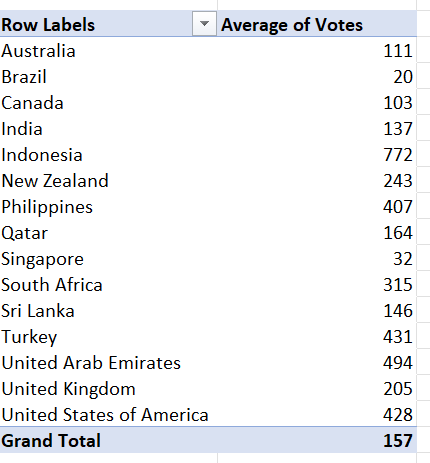 Row Labels Average of Votes
Australia 111
Brazil 20
Canada 103
India 137
Indonesia 772
New Zealand 243
Philippines 407
Qatar 164
Singapore 32
South Africa 315
Sri Lanka 146
Turkey 431
United Arab Emirates 494
United Kingdom 205
United States of America 428
Grand Total 157